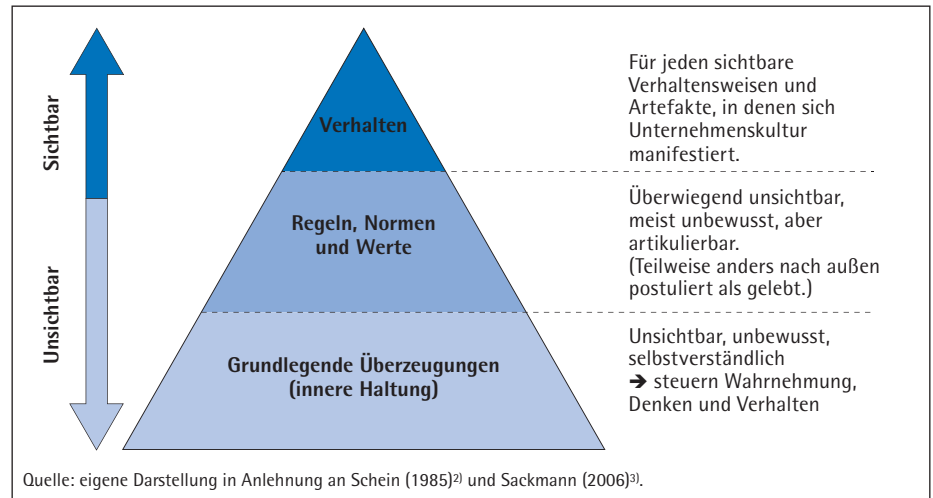 Sichtbar
Unsichtbar
Verhalten
Für jeden sichtbare
Verhaltensweisen und
Artefakte, in denen sich
Unternehmenskultur
manifestiert.
Regeln, Normen
und Werte
Überwiegend unsichtbar,
meist unbewusst, aber
artikulierbar.
(Teilweise anders nach außen
postuliert als gelebt.)
Grundlegende Überzeugungen
(innere Haltung)
Unsichtbar, unbewusst,
selbstverständlich
➔ steuern Wahrnehmung,
Denken und Verhalten
Quelle: eigene Darstellung in Anlehnung an Schein (1985)²⁾ und Sackmann (2006)³⁾.